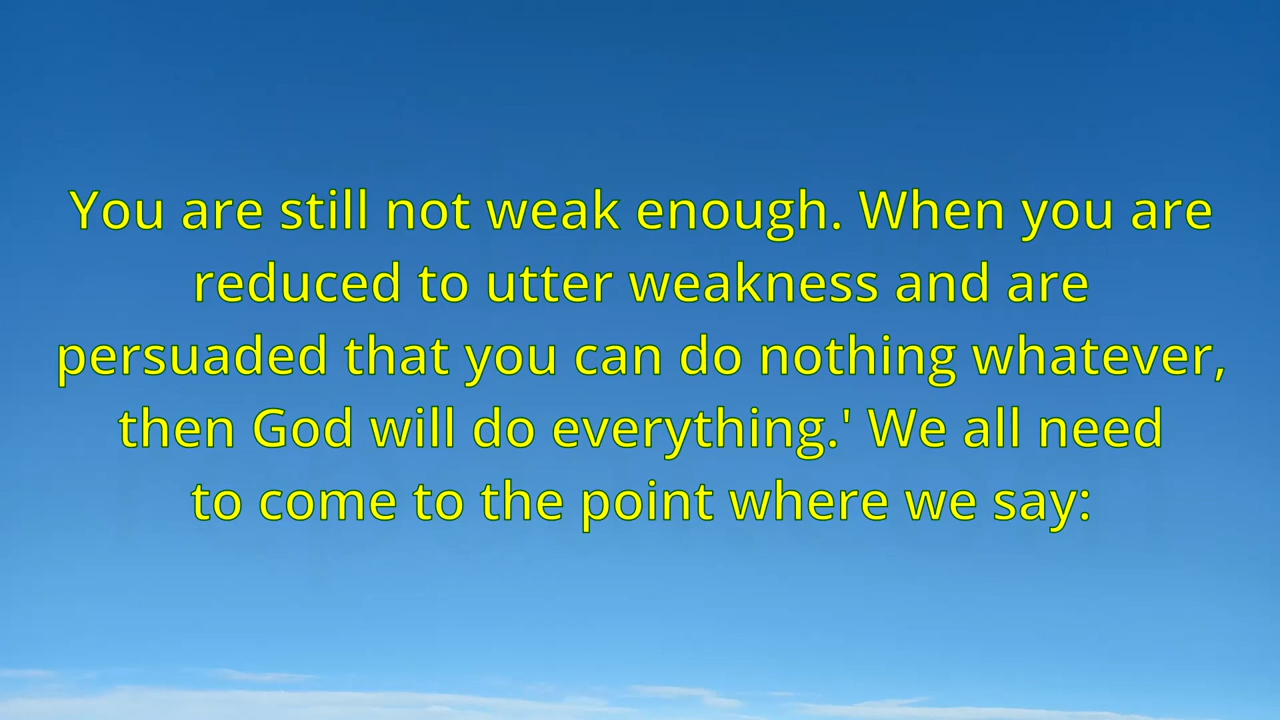 You are still not weak enough. When you are
reduced to utter weakness and are
persuaded that you can do nothing whatever,
then God will do everything.' We all need
to come to the point where we say: